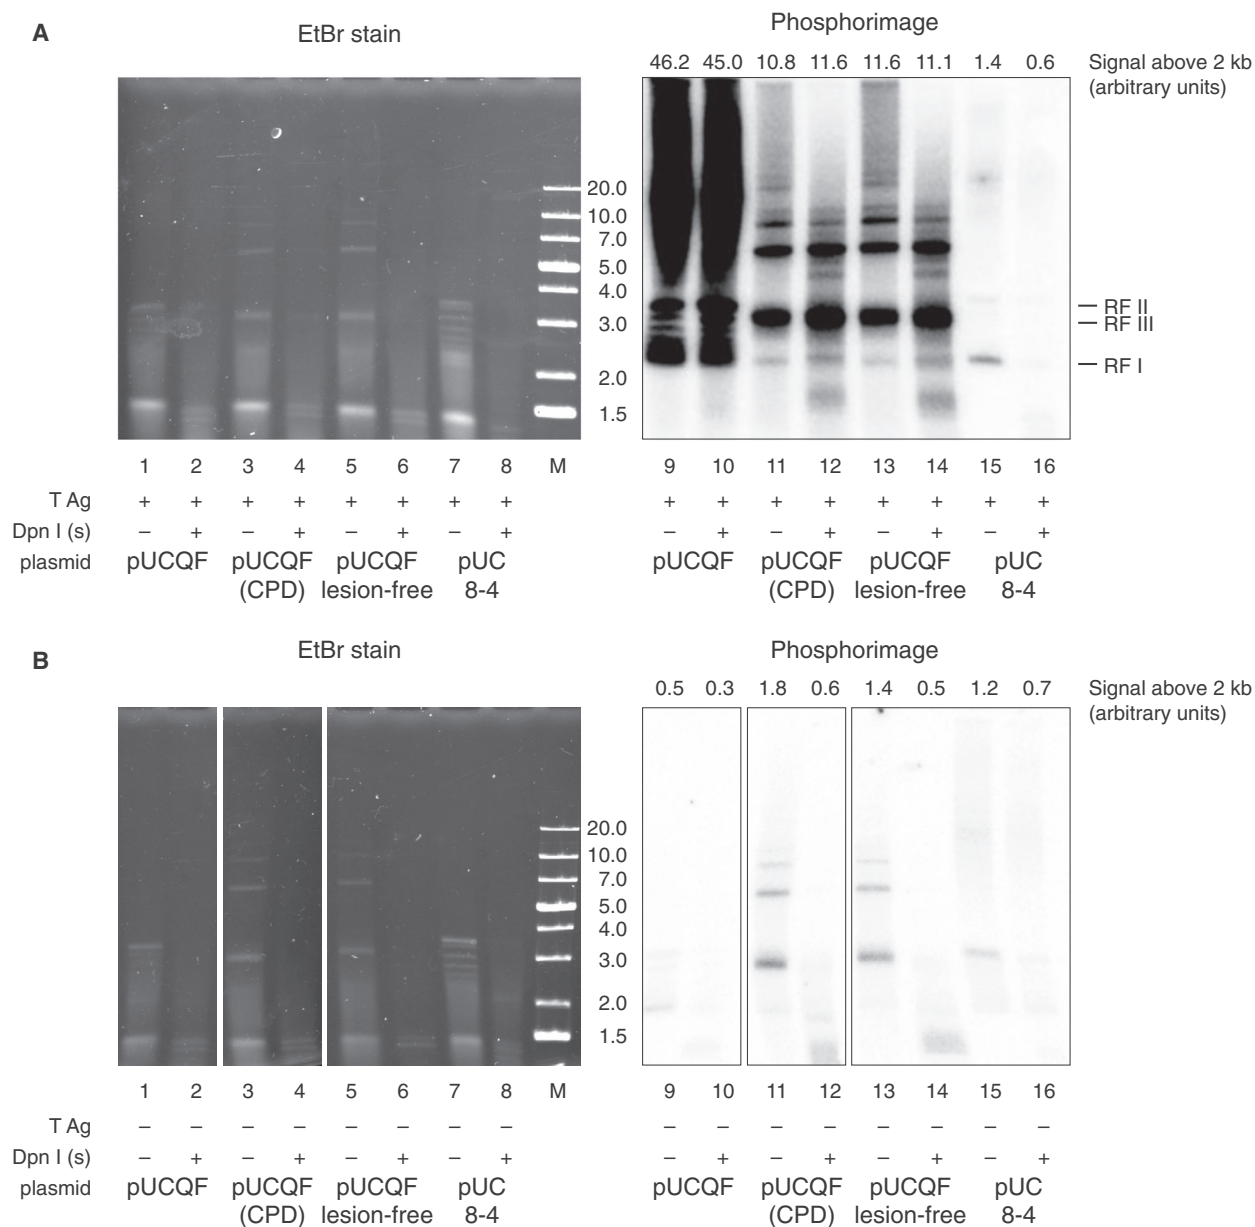 A
EtBr stain
Phosphorimage
46.2 45.0 10.8 11.6 11.6 11.1 1.4 0.6 Signal above 2 kb
(arbitrary units)
20.0
10.0
7.0
5.0
4.0
3.0
2.0
1.5
RF II
RF III
RF I
1 2 3 4 5 6 7 8 M 9 10 11 12 13 14 15 16
T Ag + + + + + + + + + + + + + + + +
Dpn I (s) – + – + – + – + – + – + – + – +
plasmid pUCQF pUCQF pUCQF pUC pUCQF pUCQF pUCQF pUC
(CPD) lesion-free 8-4 (CPD) lesion-free 8-4
B
EtBr stain
Phosphorimage
0.5 0.3 1.8 0.6 1.4 0.5 1.2 0.7 Signal above 2 kb
(arbitrary units)
20.0
10.0
7.0
5.0
4.0
3.0
2.0
1.5
1 2 3 4 5 6 7 8 M 9 10 11 12 13 14 15 16
T Ag – – – – – – – – – – – – – – – –
Dpn I (s) – + – + – + – + – + – + – + – +
plasmid pUCQF pUCQF pUCQF pUC pUCQF pUCQF pUCQF pUC
(CPD) lesion-free 8-4 (CPD) lesion-free 8-4